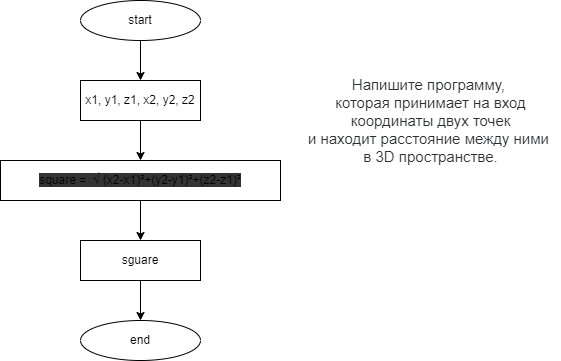 start
x1, y1, z1, x2, y2, z2
square = √ (x2-x1)²+(y2-y1)²+(z2-z1)²
sguare
end
Напишите программу,
которая принимает на вход
координаты двух точек
и находит расстояние между ними
в 3D пространстве.